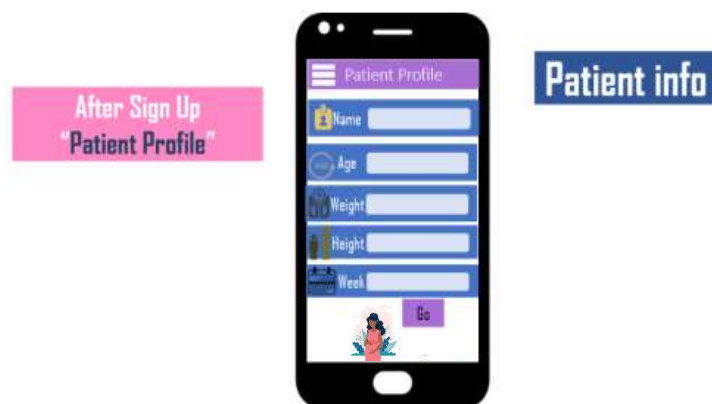 After Sign Up
"Patient Profile"
Patient Profile
Name
Age
Weight
Height
Week
Go
Patient info